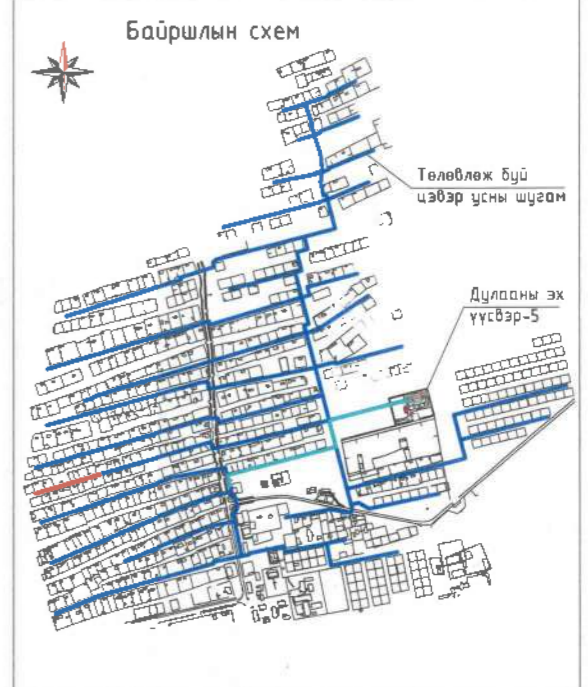 Байршлын схем
Төлөвлөж буй
цэвэр усны шугам
Дулааны эх
үүсвэр-5